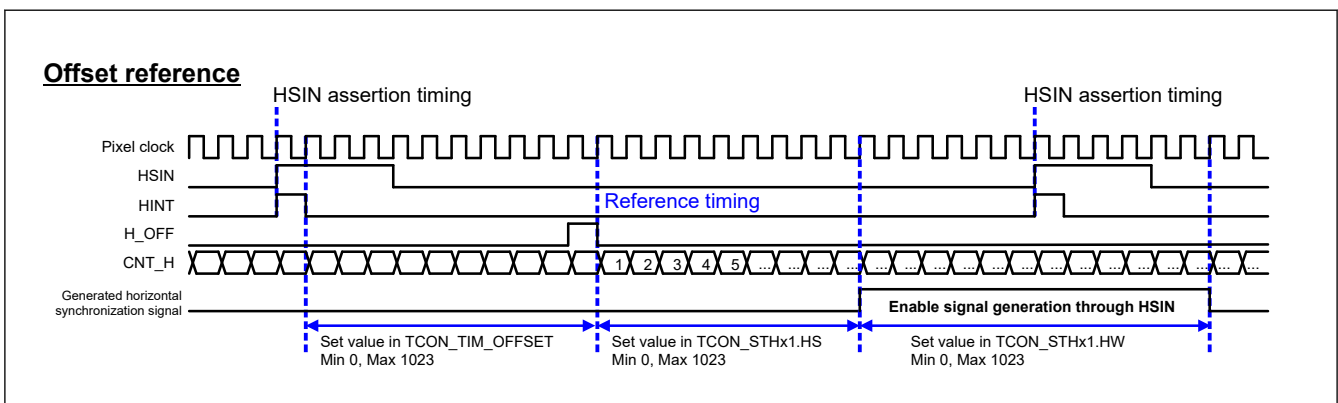 Offset reference
HSIN assertion timing
HSIN assertion timing
Pixel clock
HSIN
HINT
Reference timing
H_OFF
CNT_H
1 2 3 4 5 ... ... ... ... ... ... ... ... ... ... ... ... ... ... ... ... ... ...
Generated horizontal
synchronization signal
Enable signal generation through HSIN
Set value in TCON_TIM_OFFSET
Min 0, Max 1023
Set value in TCON_STHx1.HS
Min 0, Max 1023
Set value in TCON_STHx1.HW
Min 0, Max 1023